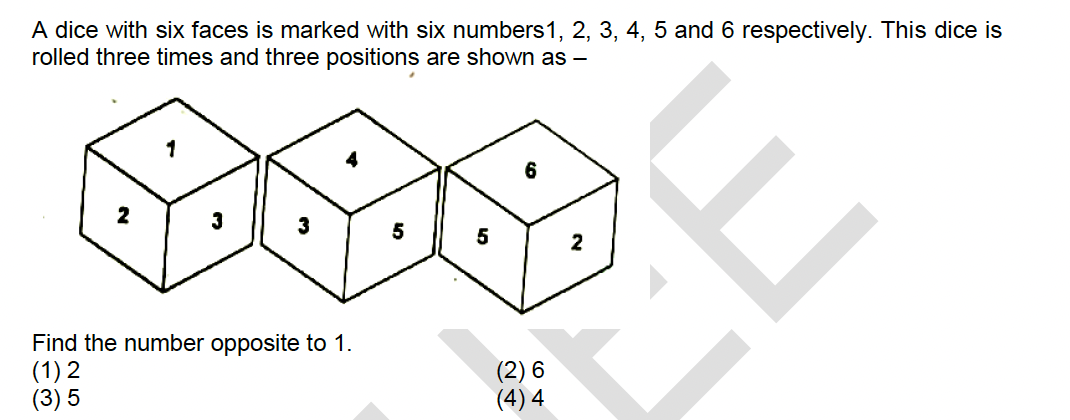 A dice with six faces is marked with six numbers1, 2, 3, 4, 5 and 6 respectively. This dice is
rolled three times and three positions are shown as –
1
2
3
4
3
5
6
5
2
Find the number opposite to 1.
(1) 2 (2) 6
(3) 5 (4) 4